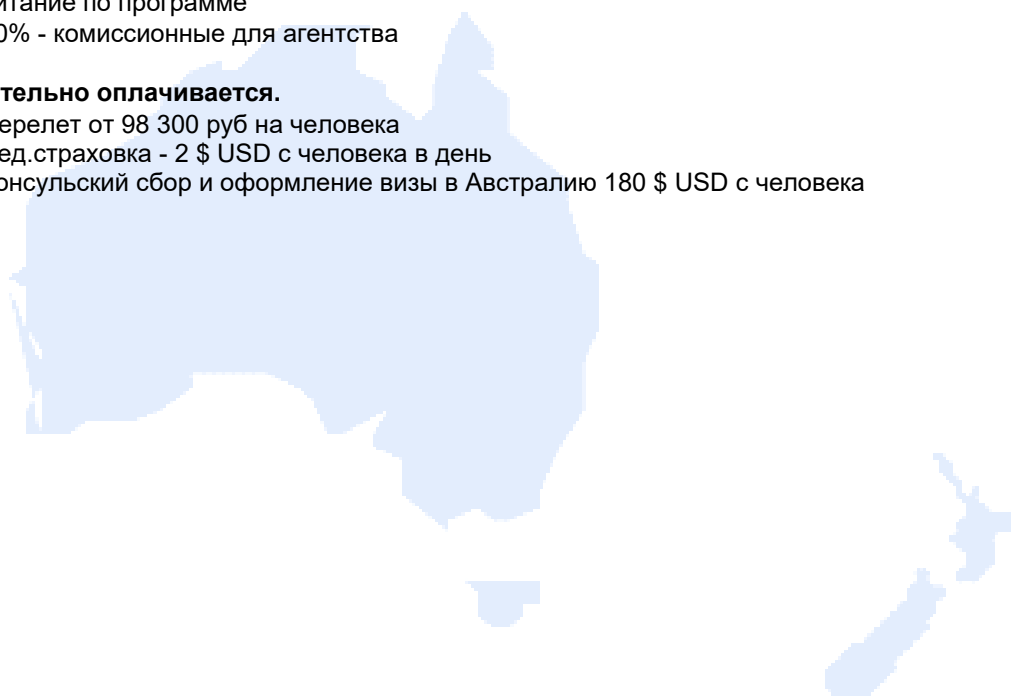 итание по программе
0% - комиссионные для агентства
тельно оплачивается.
ерелет от 98 300 руб на человека
ед.страховка - 2 $ USD с человека в день
онсульский сбор и оформление визы в Австралию 180 $ USD с человека